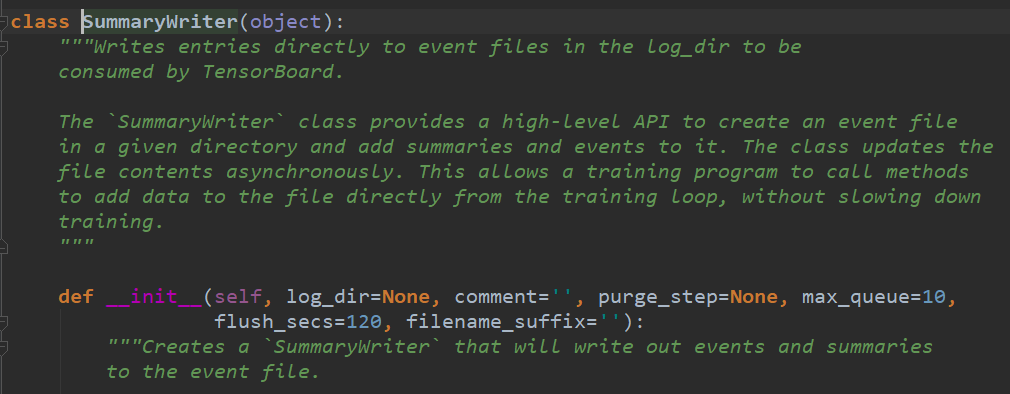 class SummaryWriter(object):
"""Writes entries directly to event files in the log_dir to be
consumed by TensorBoard.
The `SummaryWriter` class provides a high-level API to create an event file
in a given directory and add summaries and events to it. The class updates the
file contents asynchronously. This allows a training program to call methods
to add data to the file directly from the training loop, without slowing down
training.
"""
def __init__(self, log_dir=None, comment='', purge_step=None, max_queue=10,
flush_secs=120, filename_suffix=''):
"""Creates a `SummaryWriter` that will write out events and summaries
to the event file.